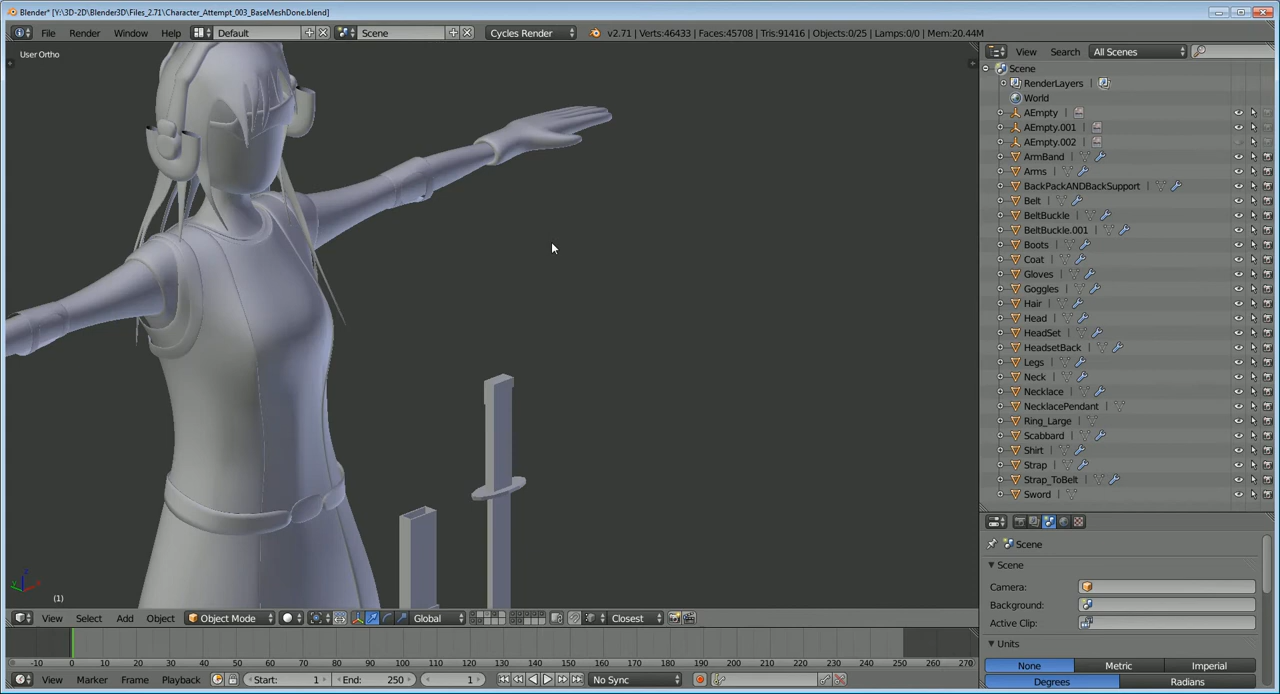 Blender* [Y:\3D-2D\Blender3D\Files_2.71\Character_Attempt_003_BaseMeshDone.blend]
File Render Window Help Default Scene Cycles Render v2.71 | Verts:46433 | Faces:45708 | Tris:91416 | Objects:0/25 | Lamps:0/0 | Mem:20.44M
User Ortho
View Search All Scenes
Scene
RenderLayers |
World
AEmpty |
AEmpty.001 |
AEmpty.002 |
ArmBand |
Arms |
BackPackANDBackSupport |
Belt |
BeltBuckle |
BeltBuckle.001 |
Boots |
Coat |
Gloves |
Goggles |
Hair |
Head |
HeadSet |
HeadsetBack |
Legs |
Neck |
Necklace |
NecklacePendant |
Ring_Large |
Scabbard |
Shirt |
Strap |
Strap_ToBelt |
Sword |
Scene
Scene
Camera:
Background:
Active Clip:
Units
None Metric Imperial
Degrees Radians
(1)
View Select Add Object Object Mode Global Closest
-10 0 10 20 30 40 50 60 70 80 90 100 110 120 130 140 150 160 170 180 190 200 210 220 230 240 250 260 270
View Marker Frame Playback Start: 1 End: 250 1 No Sync